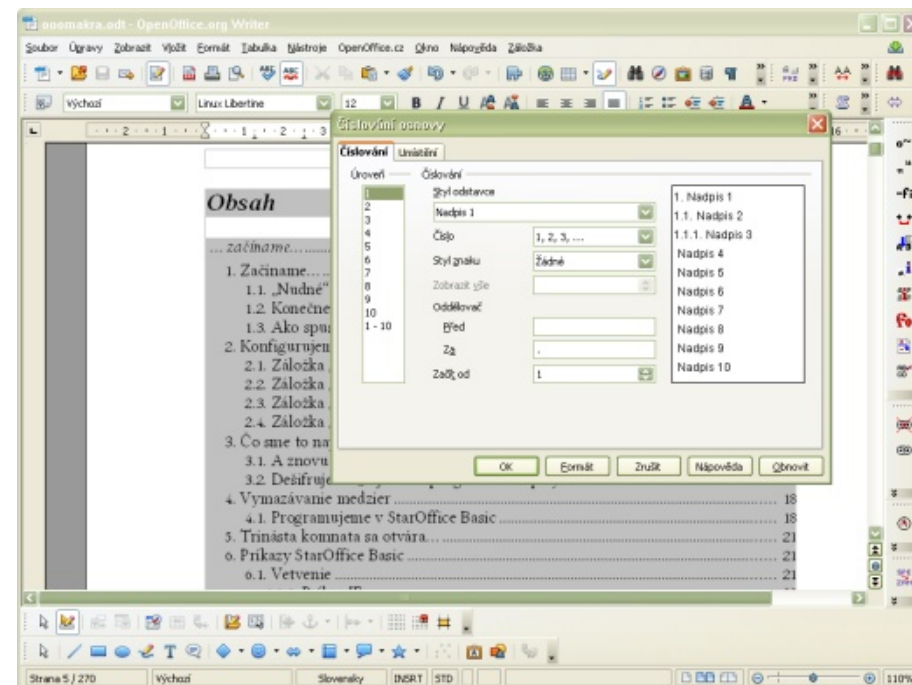 ooomakra.odt - OpenOffice.org Writer
Soubor Úpravy Zobrazit Vložit Formát Tabulka Nástroje OpenOffice.cz Okno Nápověda Záložka
Výchozí Linux Libertine 12 B I U
Číslování osnovy
Číslování Umístění
Úroveň
1
2
3
4
5
6
7
8
9
10
1 - 10
Číslování
Styl odstavce
Nadpis 1
Číslo 1, 2, 3, ...
Styl znaku Žádné
Zobrazit výše
Oddělovač
Před
Za .
Začít od 1
1. Nadpis 1
1.1. Nadpis 2
1.1.1. Nadpis 3
Nadpis 4
Nadpis 5
Nadpis 6
Nadpis 7
Nadpis 8
Nadpis 9
Nadpis 10
OK Formát Zrušit Nápověda Obnovit
Obsah
... začíname...
1. Začiname...
1.1. „Nudné“
1.2. Konečne
1.3. Ako
2. Konfigurujem
2.1. Záložka
2.2. Záložka
2.3. Záložka
2.4. Záložka
3. Čo sme to
3.1. A znovu
3.2. Dešifruje
4. Vymazávanie medzier 18
4.1. Programujeme v StarOffice Basic 18
5. Trinásta komnata sa otvára... 21
6. Príkazy StarOffice Basic 21
6.1. Vetvenie 21
Strana 5 / 270 Výchozí Slovensky INSRT STD 110%